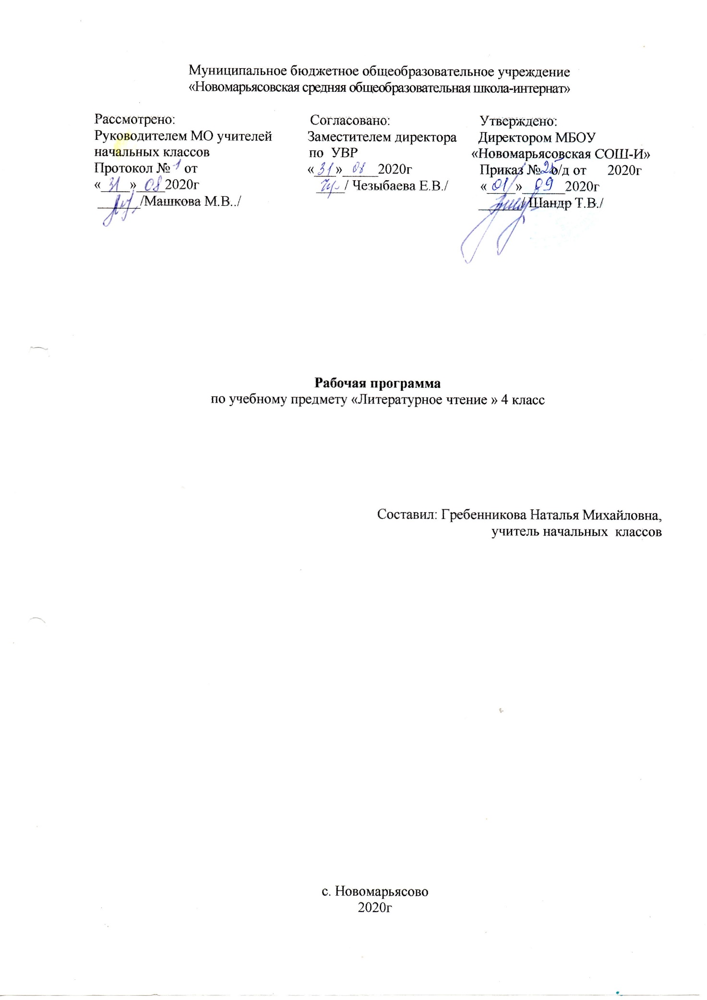 Муниципальное бюджетное общеобразовательное учреждение
«Новомарьясовская средняя общеобразовательная школа-интернат»
Рассмотрено:
Руководителем МО учителей
начальных классов
Протокол № 1 от
«31» 08 2020г
/Машкова М.В../
Согласовано:
Заместителем директора
по УВР
«31» 08 2020г
/ Чезыбаева Е.В./
Утверждено:
Директором МБОУ
«Новомарьясовская СОШ-И»
Приказ № о/д от 2020г
«01» 09 2020г
/ Шандр Т.В./
Рабочая программа
по учебному предмету «Литературное чтение » 4 класс
Составил: Гребенникова Наталья Михайловна,
учитель начальных классов
с. Новомарьясово
2020г